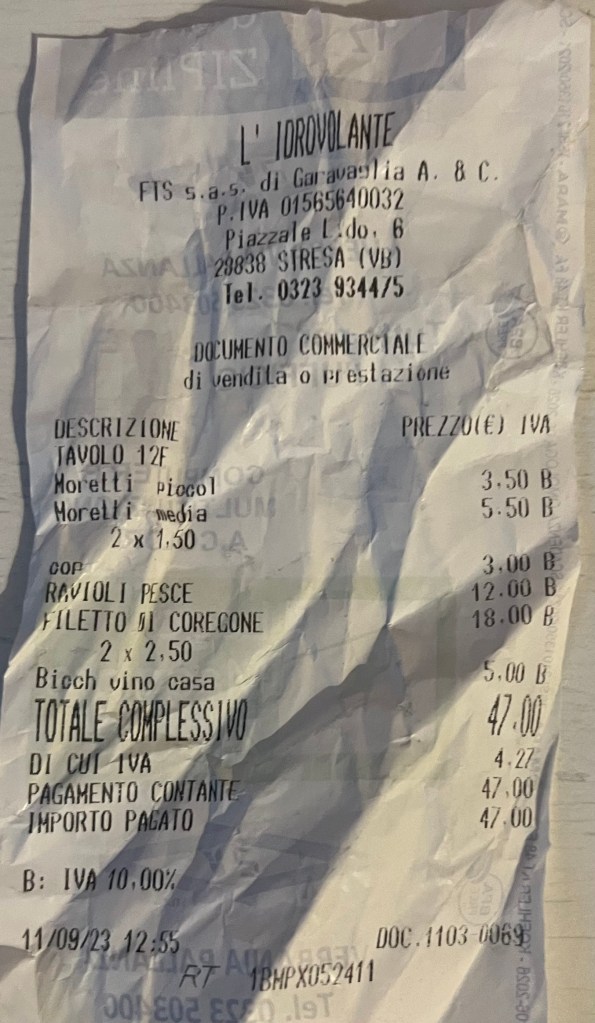 L' IDROVOLANTE
FTS s.a.s. di Garavaglia A. & C.
P.IVA 01565640032
Piazzale L.do, 6
28838 STRESA (VB)
Tel. 0323 934475
DOCUMENTO COMMERCIALE
di vendita o prestazione
DESCRIZIONE PREZZO(€) IVA
TAVOLO 12F
Moretti piccol 3.50 B
Moretti media 5.50 B
2 x 1,50
COP 3,00 B
RAVIOLI PESCE 12.00 B
FILETTO DI COREGONE 18.00 B
2 x 2,50
Bicch vino casa 5,00 B
TOTALE COMPLESSIVO 47,00
DI CUI IVA 4,27
PAGAMENTO CONTANTE 47,00
IMPORTO PAGATO 47.00
B: IVA 10,00%
11/09/23 12:55 DOC.1103-0069
RT 1BMPX052411